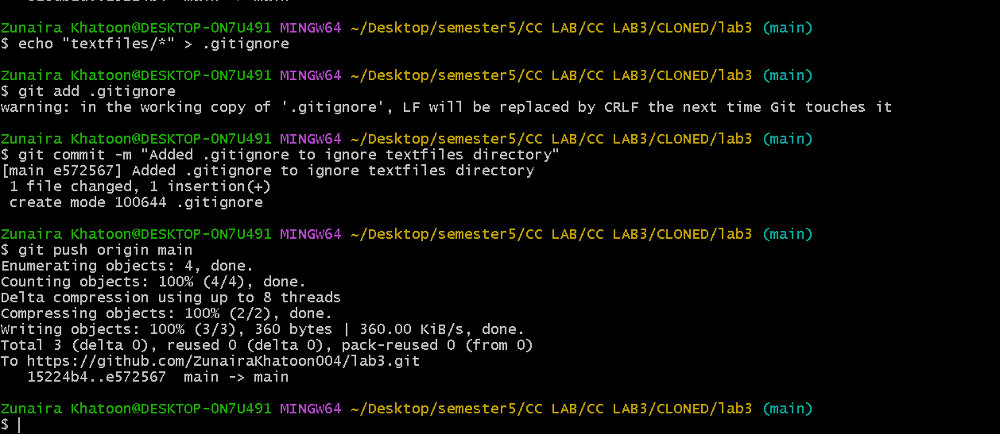 Zunaira Khatoon@DESKTOP-ON7U491 MINGW64 ~/Desktop/semester5/CC LAB/CC LAB3/CLONED/lab3 (main)
$ echo "textfiles/*" > .gitignore
Zunaira Khatoon@DESKTOP-ON7U491 MINGW64 ~/Desktop/semester5/CC LAB/CC LAB3/CLONED/lab3 (main)
$ git add .gitignore
warning: in the working copy of '.gitignore', LF will be replaced by CRLF the next time Git touches it
Zunaira Khatoon@DESKTOP-ON7U491 MINGW64 ~/Desktop/semester5/CC LAB/CC LAB3/CLONED/lab3 (main)
$ git commit -m "Added .gitignore to ignore textfiles directory"
[main e572567] Added .gitignore to ignore textfiles directory
 1 file changed, 1 insertion(+)
 create mode 100644 .gitignore
Zunaira Khatoon@DESKTOP-ON7U491 MINGW64 ~/Desktop/semester5/CC LAB/CC LAB3/CLONED/lab3 (main)
$ git push origin main
Enumerating objects: 4, done.
Counting objects: 100% (4/4), done.
Delta compression using up to 8 threads
Compressing objects: 100% (2/2), done.
Writing objects: 100% (3/3), 360 bytes | 360.00 KiB/s, done.
Total 3 (delta 0), reused 0 (delta 0), pack-reused 0 (from 0)
To https://github.com/ZunairaKhatoon004/lab3.git
   15224b4..e572567  main -> main
Zunaira Khatoon@DESKTOP-ON7U491 MINGW64 ~/Desktop/semester5/CC LAB/CC LAB3/CLONED/lab3 (main)
$